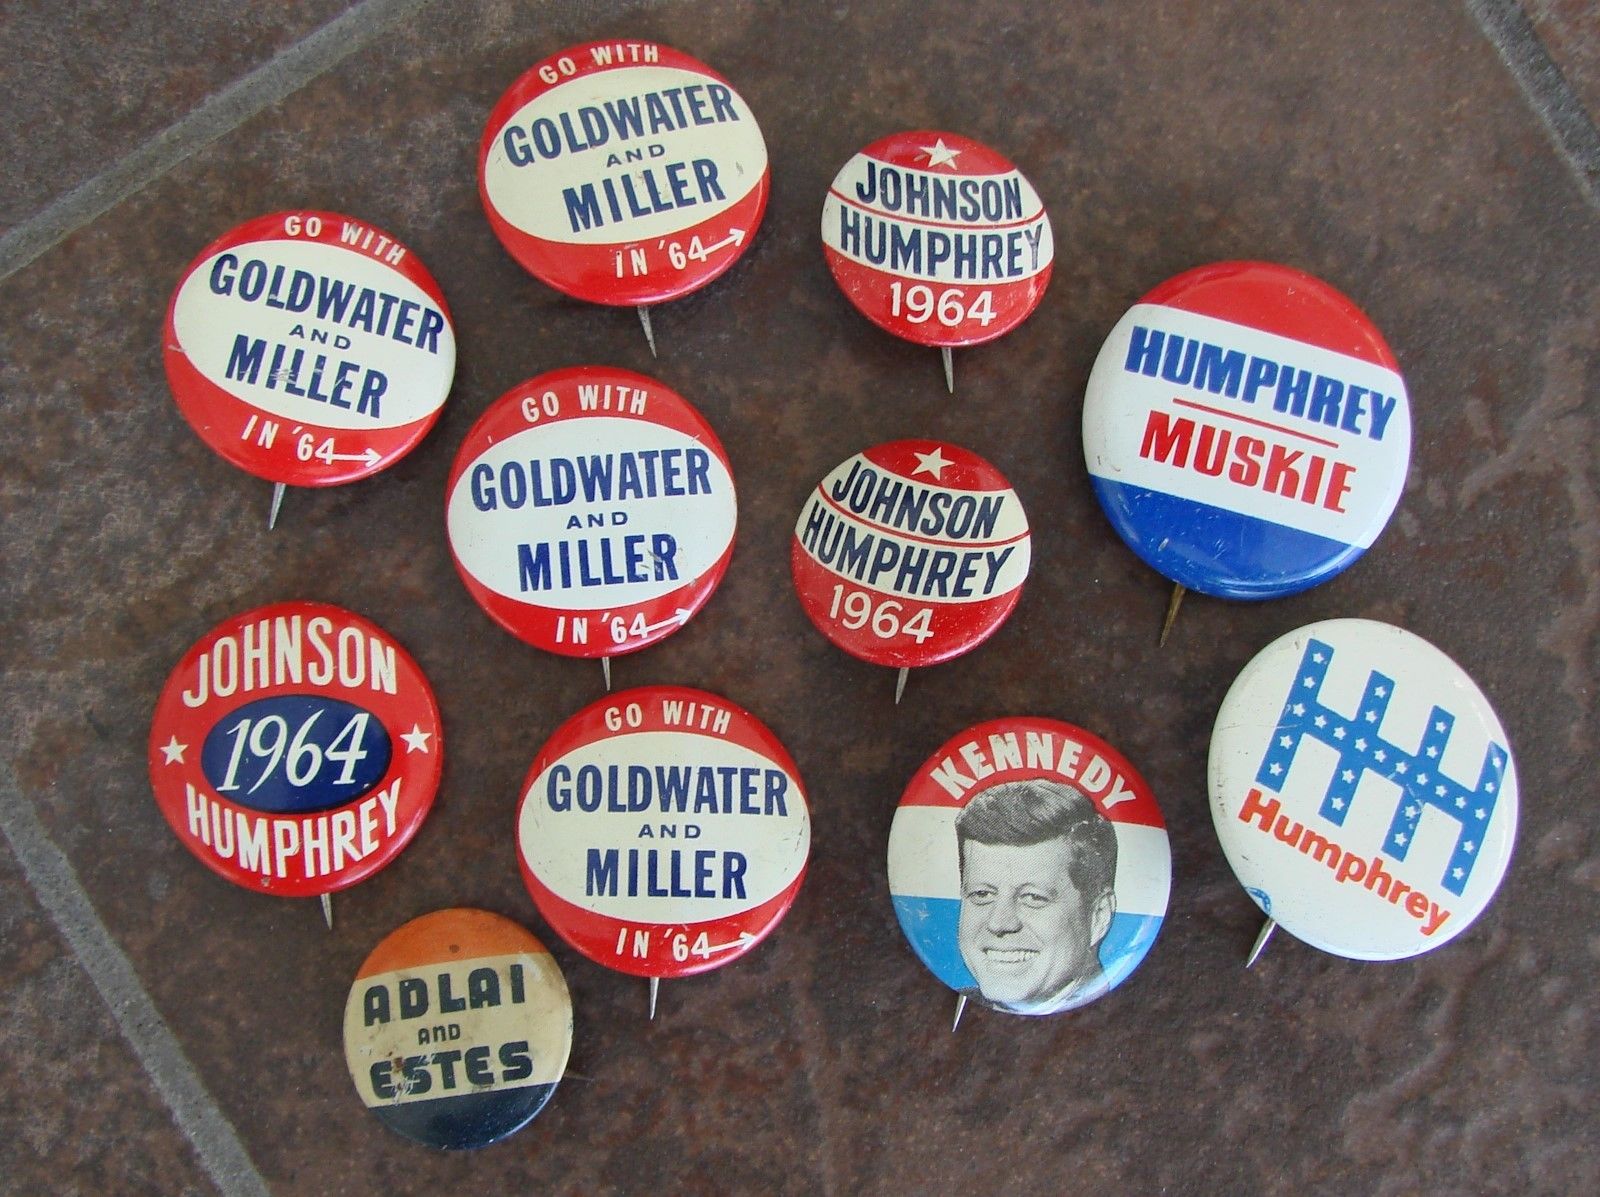 GO WITH
GOLDWATER
AND
MILLER
IN '64
JOHNSON
HUMPHREY
1964
GO WITH
GOLDWATER
AND
MILLER
IN '64
HUMPHREY
MUSKIE
GO WITH
GOLDWATER
AND
MILLER
IN '64
JOHNSON
HUMPHREY
1964
JOHNSON
1964
HUMPHREY
GO WITH
GOLDWATER
AND
MILLER
IN '64
KENNEDY
HHH
Humphrey
ADLAI
AND
ESTES